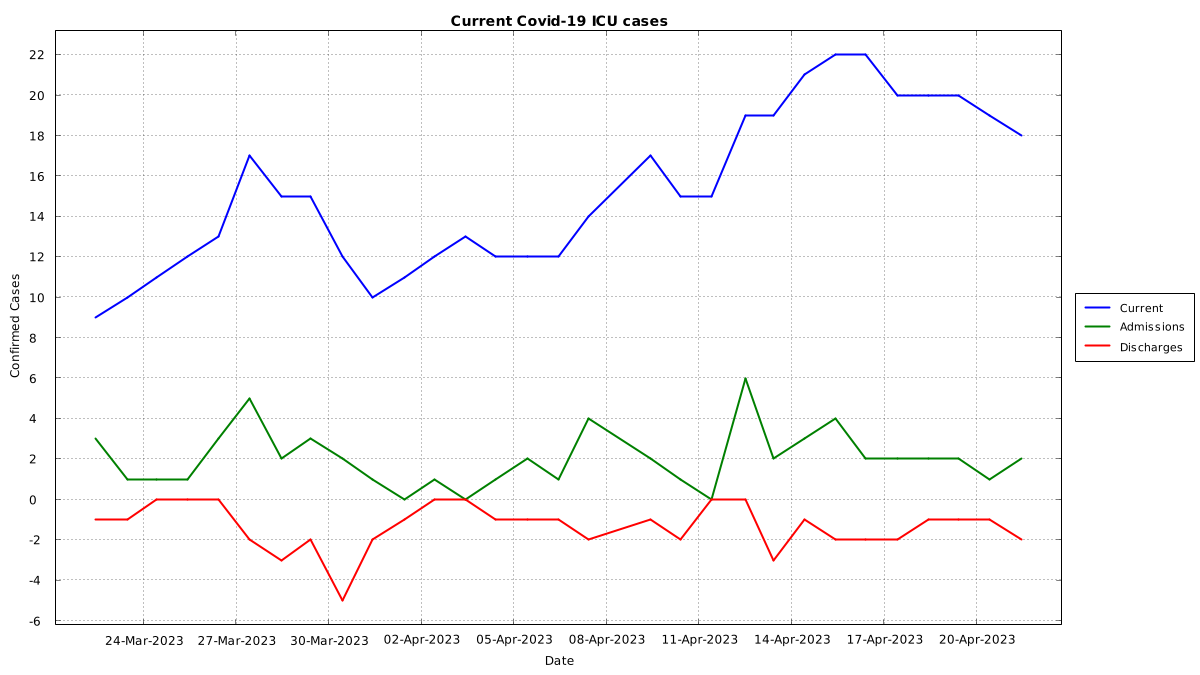 Current Covid-19 ICU cases
22
20
18
16
14
12
10
8
6
4
2
0
-2
-4
-6
Confirmed Cases
24-Mar-2023 27-Mar-2023 30-Mar-2023 02-Apr-2023 05-Apr-2023 08-Apr-2023 11-Apr-2023 14-Apr-2023 17-Apr-2023 20-Apr-2023
Date
Current
Admissions
Discharges